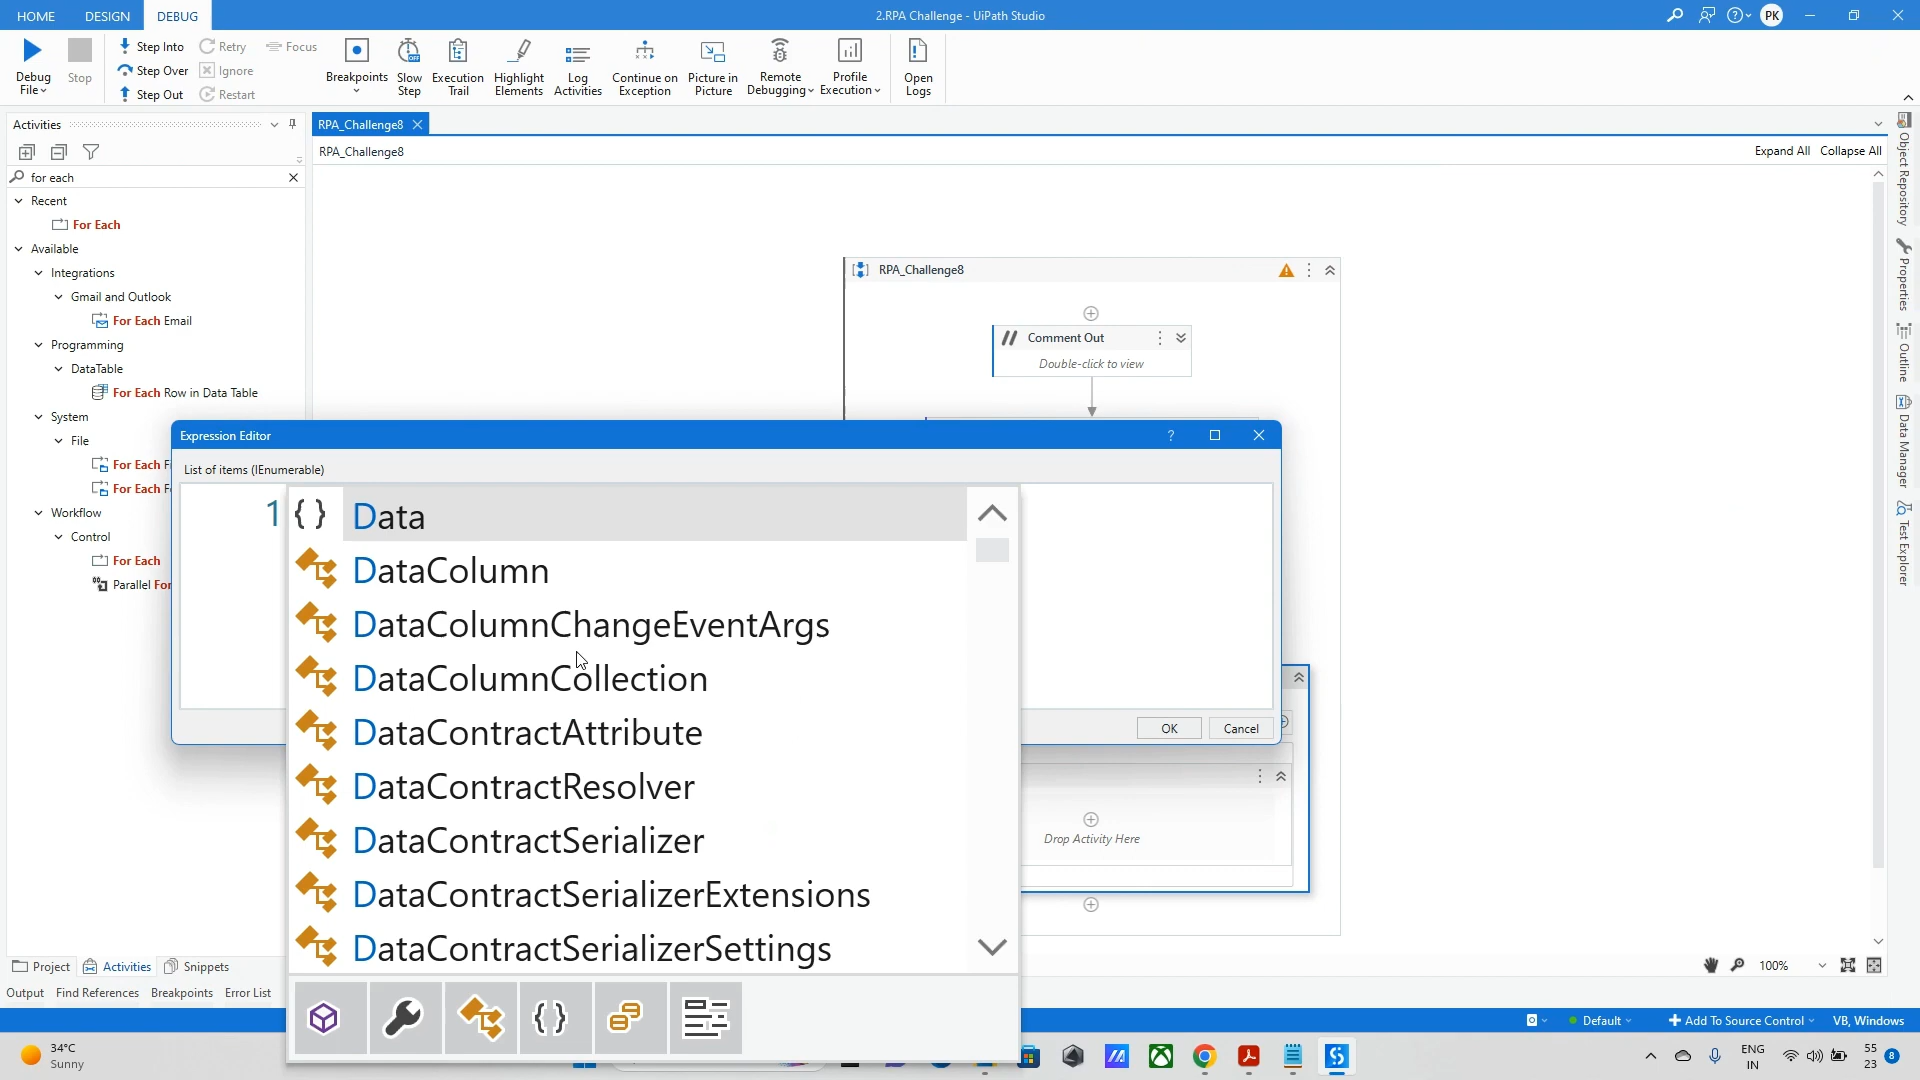 HOME DESIGN DEBUG
2.RPA Challenge - UiPath Studio
PK
Debug File
Stop
Step Into
Step Over
Step Out
Retry
Ignore
Restart
Focus
Breakpoints
Slow Step
Execution Trail
Highlight Elements
Log Activities
Continue on Exception
Picture in Picture
Remote Debugging
Profile Execution
Open Logs
Activities
for each
Recent
For Each
Available
Integrations
Gmail and Outlook
For Each Email
Programming
DataTable
For Each Row in Data Table
System
File
For Each F
For Each F
Workflow
Control
For Each
Parallel For
RPA_Challenge8
RPA_Challenge8
Expand All Collapse All
RPA_Challenge8
Comment Out
Double-click to view
Expression Editor
List of items (IEnumerable)
1
Data
DataColumn
DataColumnChangeEventArgs
DataColumnCollection
DataContractAttribute
DataContractResolver
DataContractSerializer
DataContractSerializerExtensions
DataContractSerializerSettings
OK Cancel
Drop Activity Here
Object Repository
Properties
Outline
Data Manager
Test Explorer
Project Activities Snippets
100%
Output Find References Breakpoints Error List
Default
Add To Source Control
VB, Windows
34°C
Sunny
ENG
IN
55
23
8